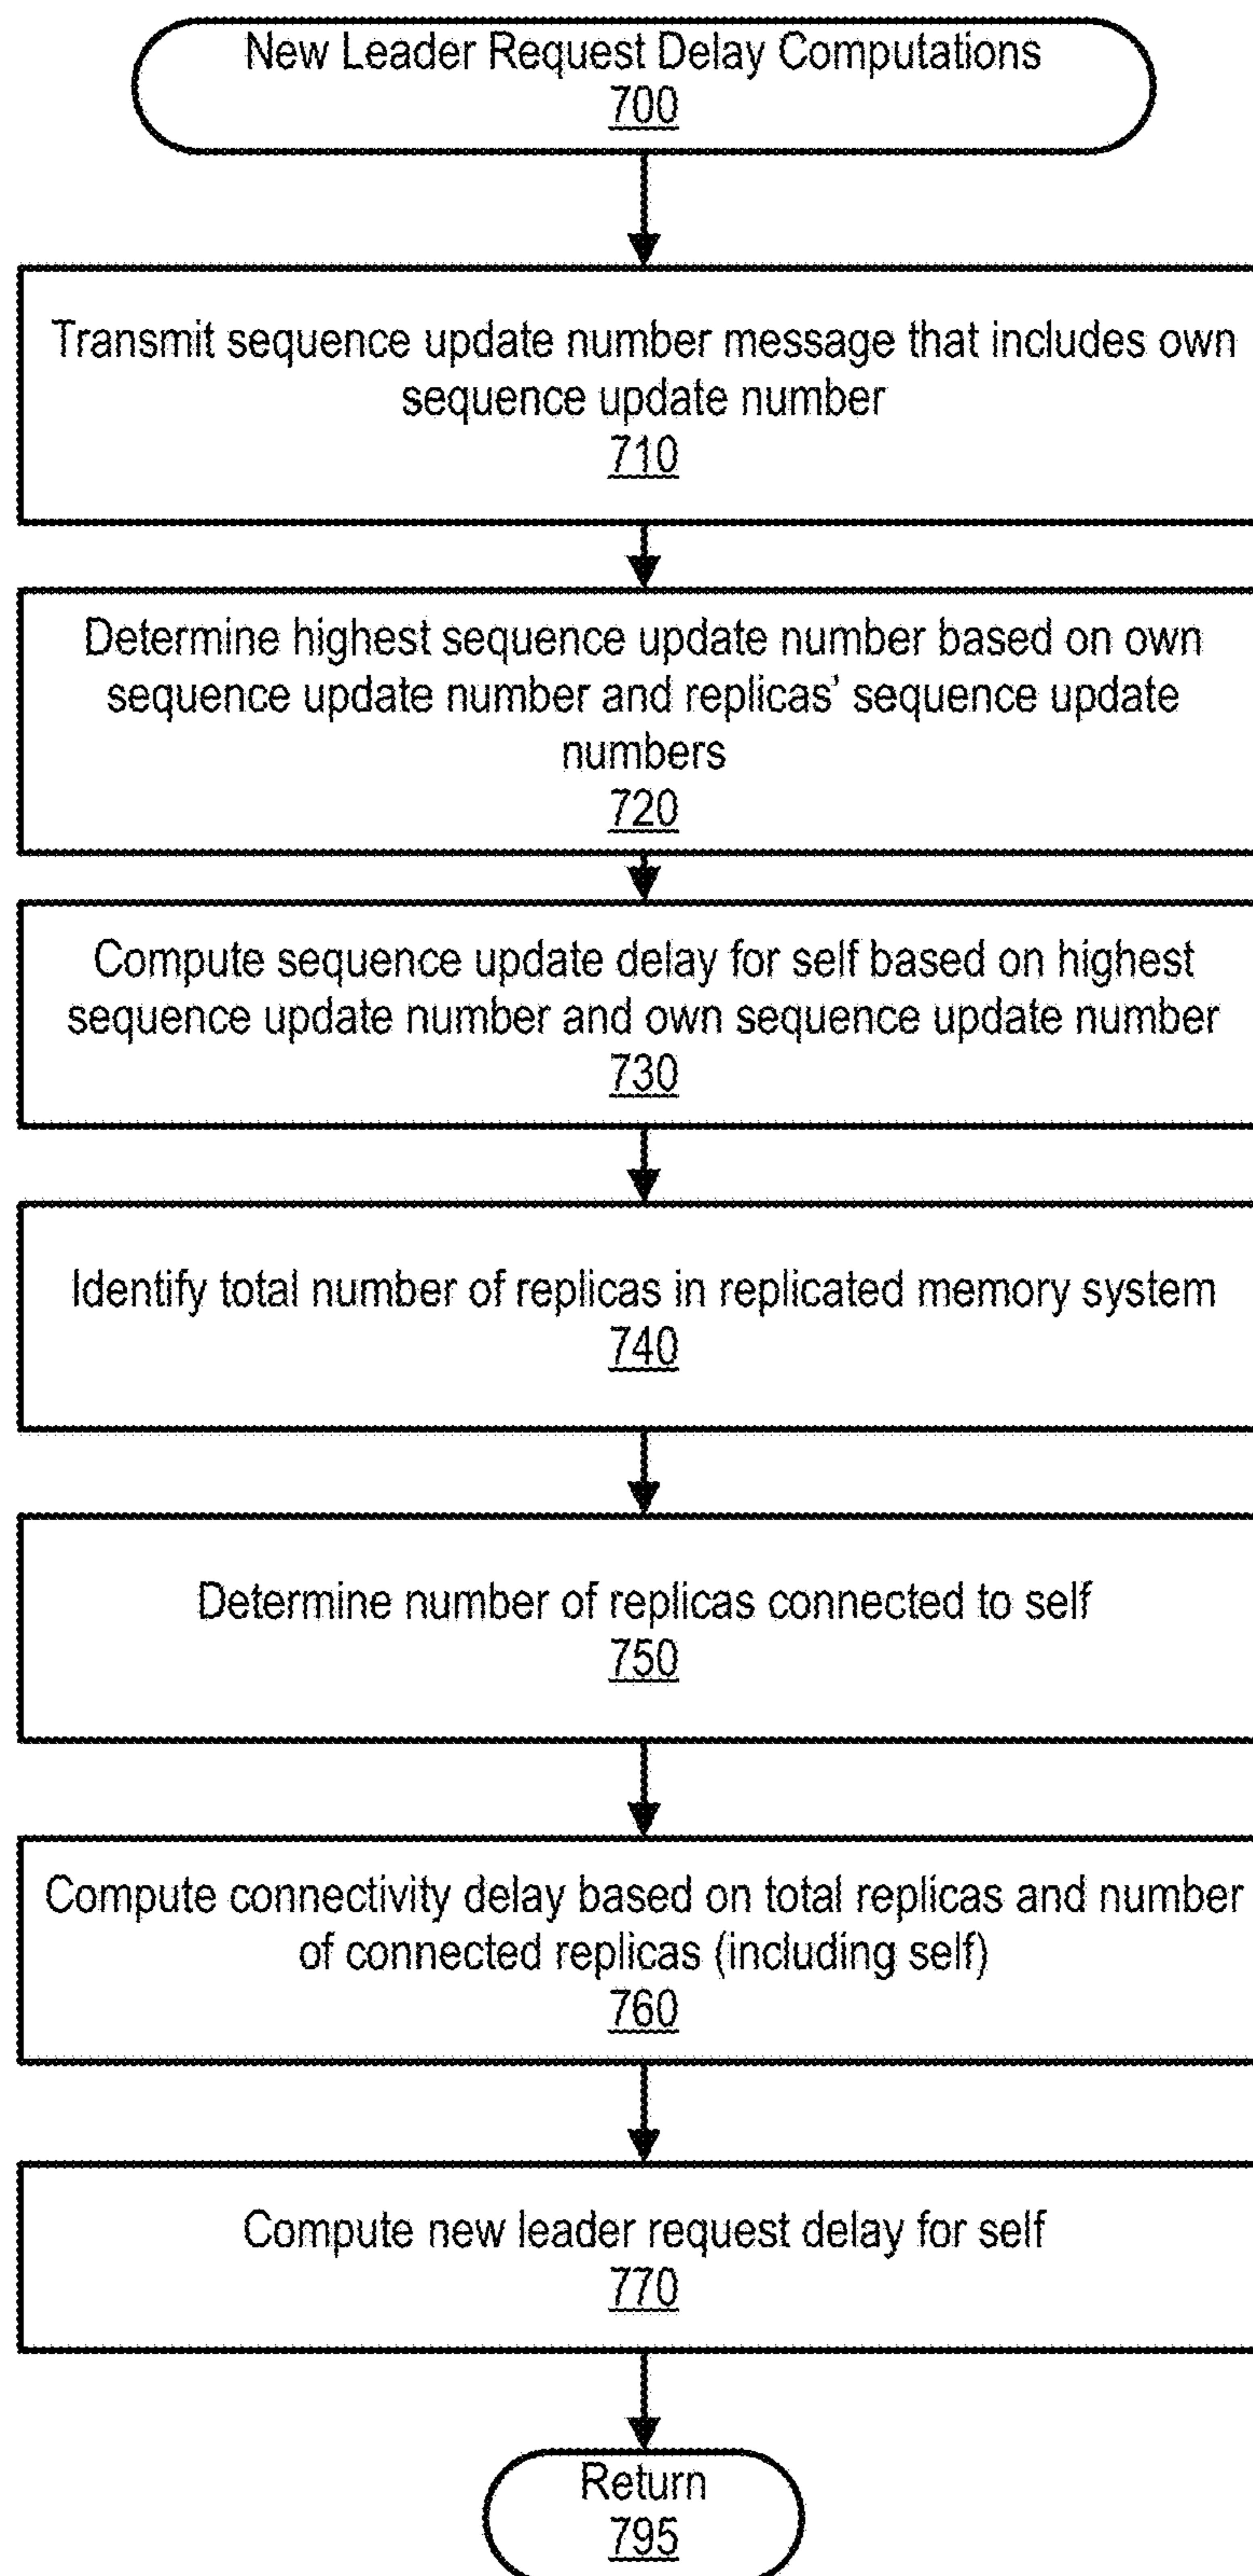 New Leader Request Delay Computations
700
Transmit sequence update number message that includes own
sequence update number
710
Determine highest sequence update number based on own
sequence update number and replicas' sequence update
numbers
720
Compute sequence update delay for self based on highest
sequence update number and own sequence update number
730
Identify total number of replicas in replicated memory system
740
Determine number of replicas connected to self
750
Compute connectivity delay based on total replicas and number
of connected replicas (including self)
760
Compute new leader request delay for self
770
Return
795